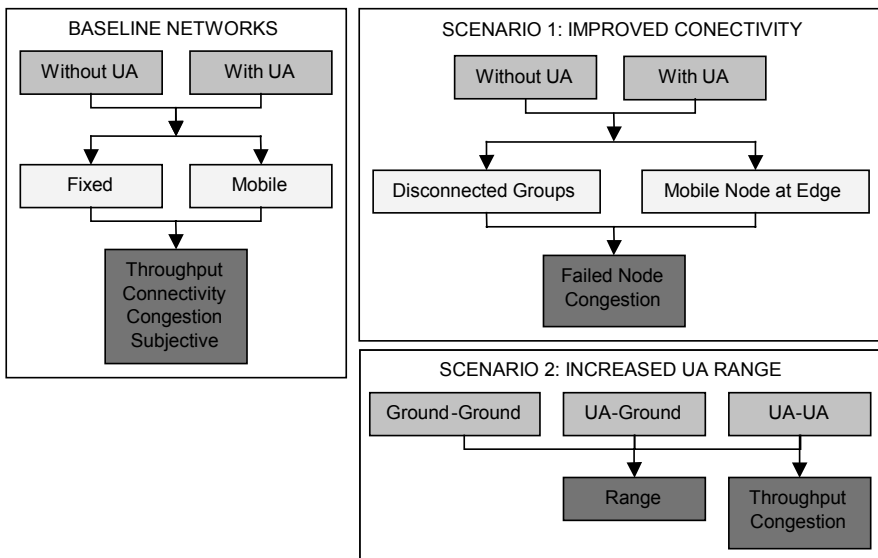 BASELINE NETWORKS
Without UA
With UA
Fixed
Mobile
Throughput
Connectivity
Congestion
Subjective
SCENARIO 1: IMPROVED CONECTIVITY
Without UA
With UA
Disconnected Groups
Mobile Node at Edge
Failed Node
Congestion
SCENARIO 2: INCREASED UA RANGE
Ground-Ground
UA-Ground
UA-UA
Range
Throughput
Congestion